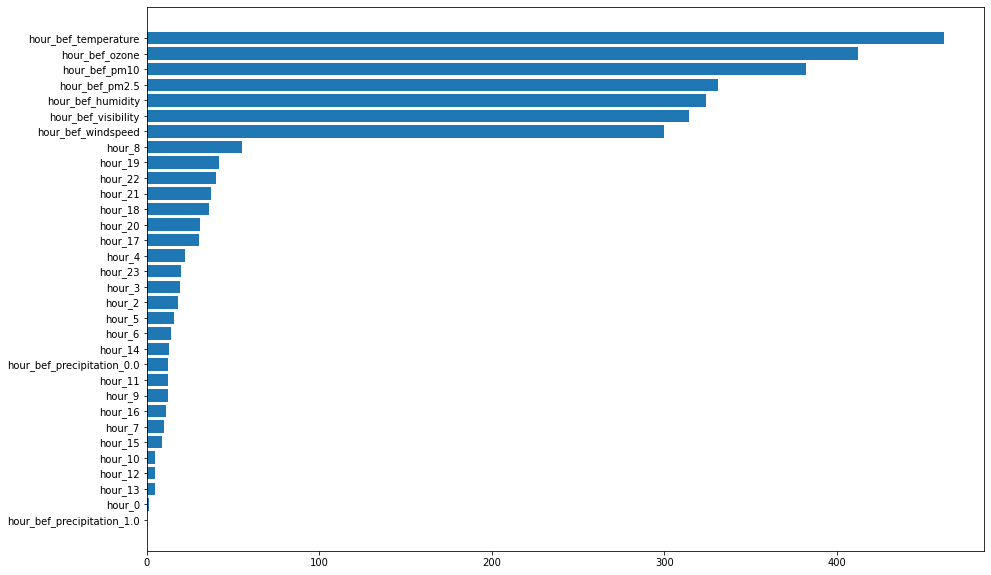 hour_bef_temperature
hour_bef_ozone
hour_bef_pm10
hour_bef_pm2.5
hour_bef_humidity
hour_bef_visibility
hour_bef_windspeed
hour_8
hour_19
hour_22
hour_21
hour_18
hour_20
hour_17
hour_4
hour_23
hour_3
hour_2
hour_5
hour_6
hour_14
hour_bef_precipitation_0.0
hour_11
hour_9
hour_16
hour_7
hour_15
hour_10
hour_12
hour_13
hour_0
hour_bef_precipitation_1.0
0 100 200 300 400